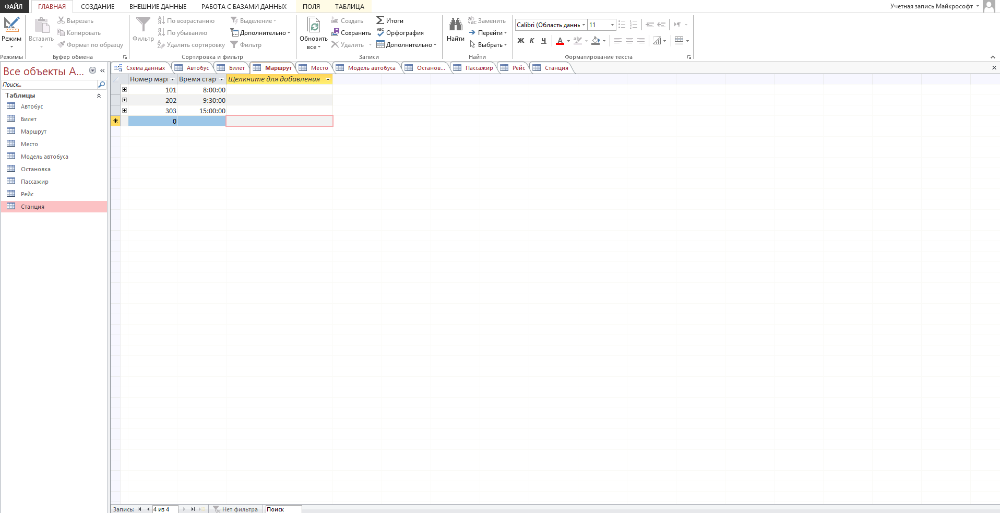 ФАЙЛ ГЛАВНАЯ СОЗДАНИЕ ВНЕШНИЕ ДАННЫЕ РАБОТА С БАЗАМИ ДАННЫХ ПОЛЯ ТАБЛИЦА Учетная запись Майкрософт
Режим
Режимы
Вставить
Вырезать
Копировать
Формат по образцу
Буфер обмена
Фильтр
По возрастанию
По убыванию
Удалить сортировку
Выделение
Дополнительно
Фильтр
Сортировка и фильтр
Обновить
все
Создать
Сохранить
Удалить
Итоги
Орфография
Дополнительно
Записи
Найти
Заменить
Перейти
Выбрать
Найти
Calibri (Область данн 11
Ж К Ч А
Форматирование текста
Все объекты A...
Поиск...
Таблицы
Автобус
Билет
Маршрут
Место
Модель автобуса
Остановка
Пассажир
Рейс
Станция
Схема данных Автобус Билет Маршрут Место Модель автобуса Останов... Пассажир Рейс Станция
Номер мар Время стар Щелкните для добавления
101 8:00:00
202 9:30:00
303 15:00:00
0
Запись: 4 из 4 Нет фильтра Поиск